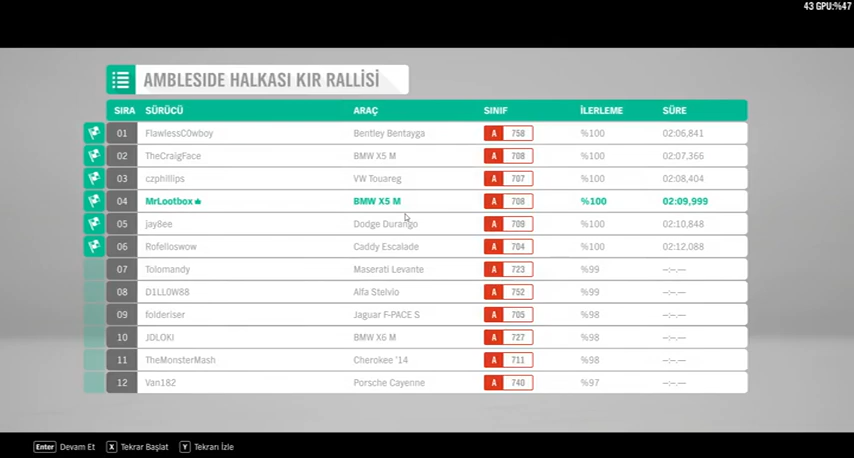 43 GPU:%47
AMBLESIDE HALKASI KIR RALLİSİ
SIRA SÜRÜCÜ ARAÇ SINIF İLERLEME SÜRE
01 FlawlessC0wboy Bentley Bentayga A 758 %100 02:06,841
02 TheCraigFace BMW X5 M A 708 %100 02:07,366
03 czphillips VW Touareg A 707 %100 02:08,404
04 MrLootbox BMW X5 M A 708 %100 02:09,999
05 jay8ee Dodge Durango A 709 %100 02:10,848
06 Rofelloswow Caddy Escalade A 704 %100 02:12,088
07 Tolomandy Maserati Levante A 723 %99 --:--.---
08 D1LL0W88 Alfa Stelvio A 752 %99 --:--.---
09 folderiser Jaguar F-PACE S A 705 %98 --:--.---
10 JDLOKI BMW X6 M A 727 %98 --:--.---
11 TheMonsterMash Cherokee '14 A 711 %98 --:--.---
12 Van182 Porsche Cayenne A 740 %97 --:--.---
Enter Devam Et X Tekrar Başlat Y Tekrarı İzle